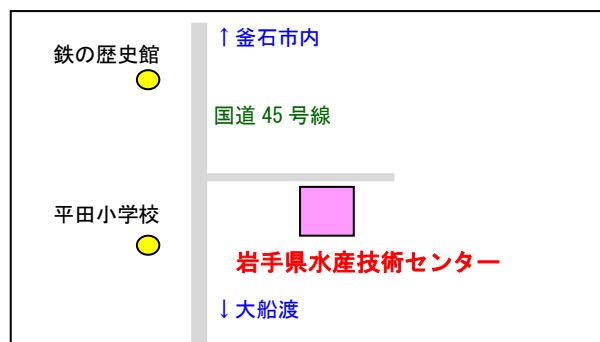 ↑釜石市内
鉄の歴史館
国道 45 号線
平田小学校
岩手県水産技術センター
↓大船渡